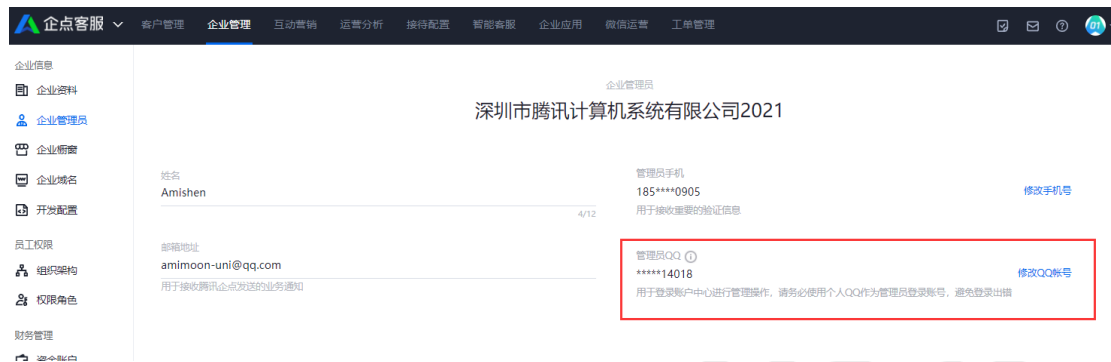 企点客服 客户管理 企业管理 互动营销 运营分析 接待配置 智能客服 企业应用 微信运营 工单管理
企业信息
企业资料
企业管理员
企业橱窗
企业域名
开发配置
员工权限
组织架构
权限角色
财务管理
资金账户
企业管理员
深圳市腾讯计算机系统有限公司2021
姓名
Amishen
4/12
管理员手机
185****0905
修改手机号
用于接收重要的验证信息
邮箱地址
amimoon-uni@qq.com
用于接收腾讯企点发送的业务通知
管理员QQ
*****14018
修改QQ帐号
用于登录账户中心进行管理操作，请务必使用个人QQ作为管理员登录账号，避免登录出错